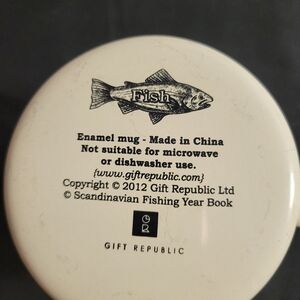 Fish
Enamel mug - Made in China
Not suitable for microwave
or dishwasher use.
{www.giftrepublic.com}
Copyright © 2012 Gift Republic Ltd
© Scandinavian Fishing Year Book
GIFT REPUBLIC